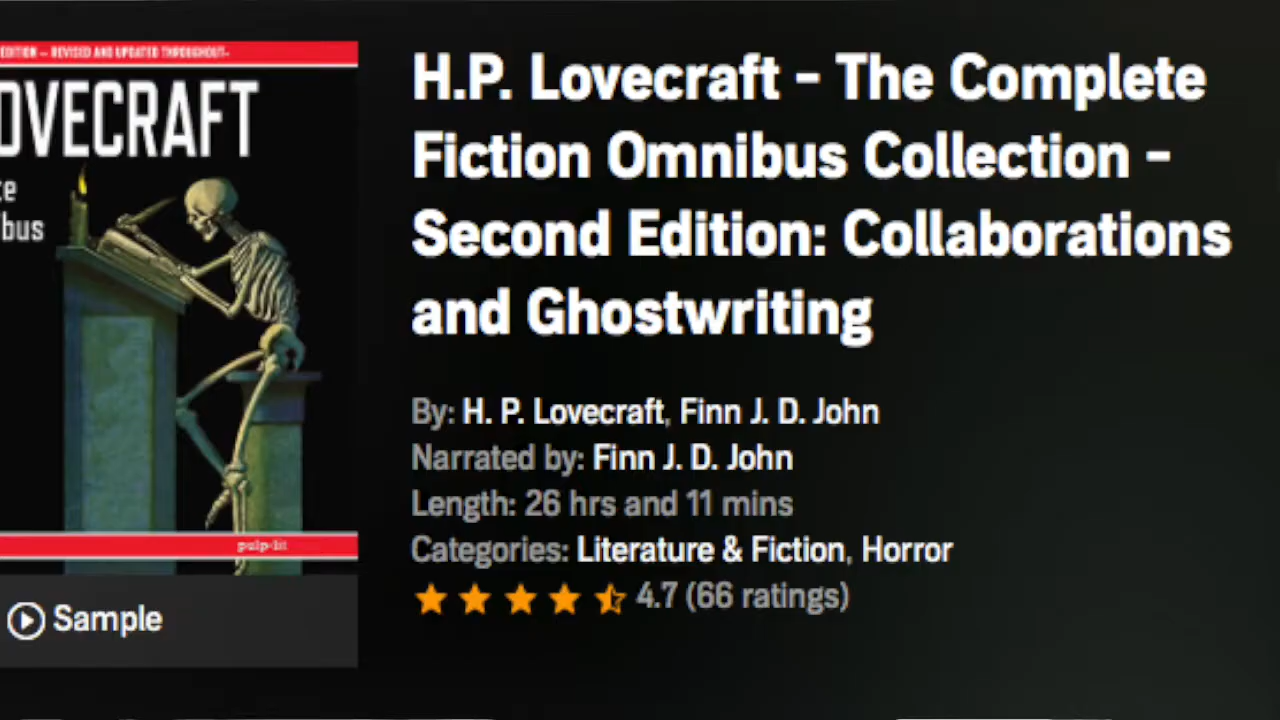 EDITION — REVISED AND UPDATED THROUGHOUT—
OVECRAFT
te
ibus
pulp-lit
Sample
H.P. Lovecraft - The Complete
Fiction Omnibus Collection -
Second Edition: Collaborations
and Ghostwriting
By: H. P. Lovecraft, Finn J. D. John
Narrated by: Finn J. D. John
Length: 26 hrs and 11 mins
Categories: Literature & Fiction, Horror
4.7 (66 ratings)